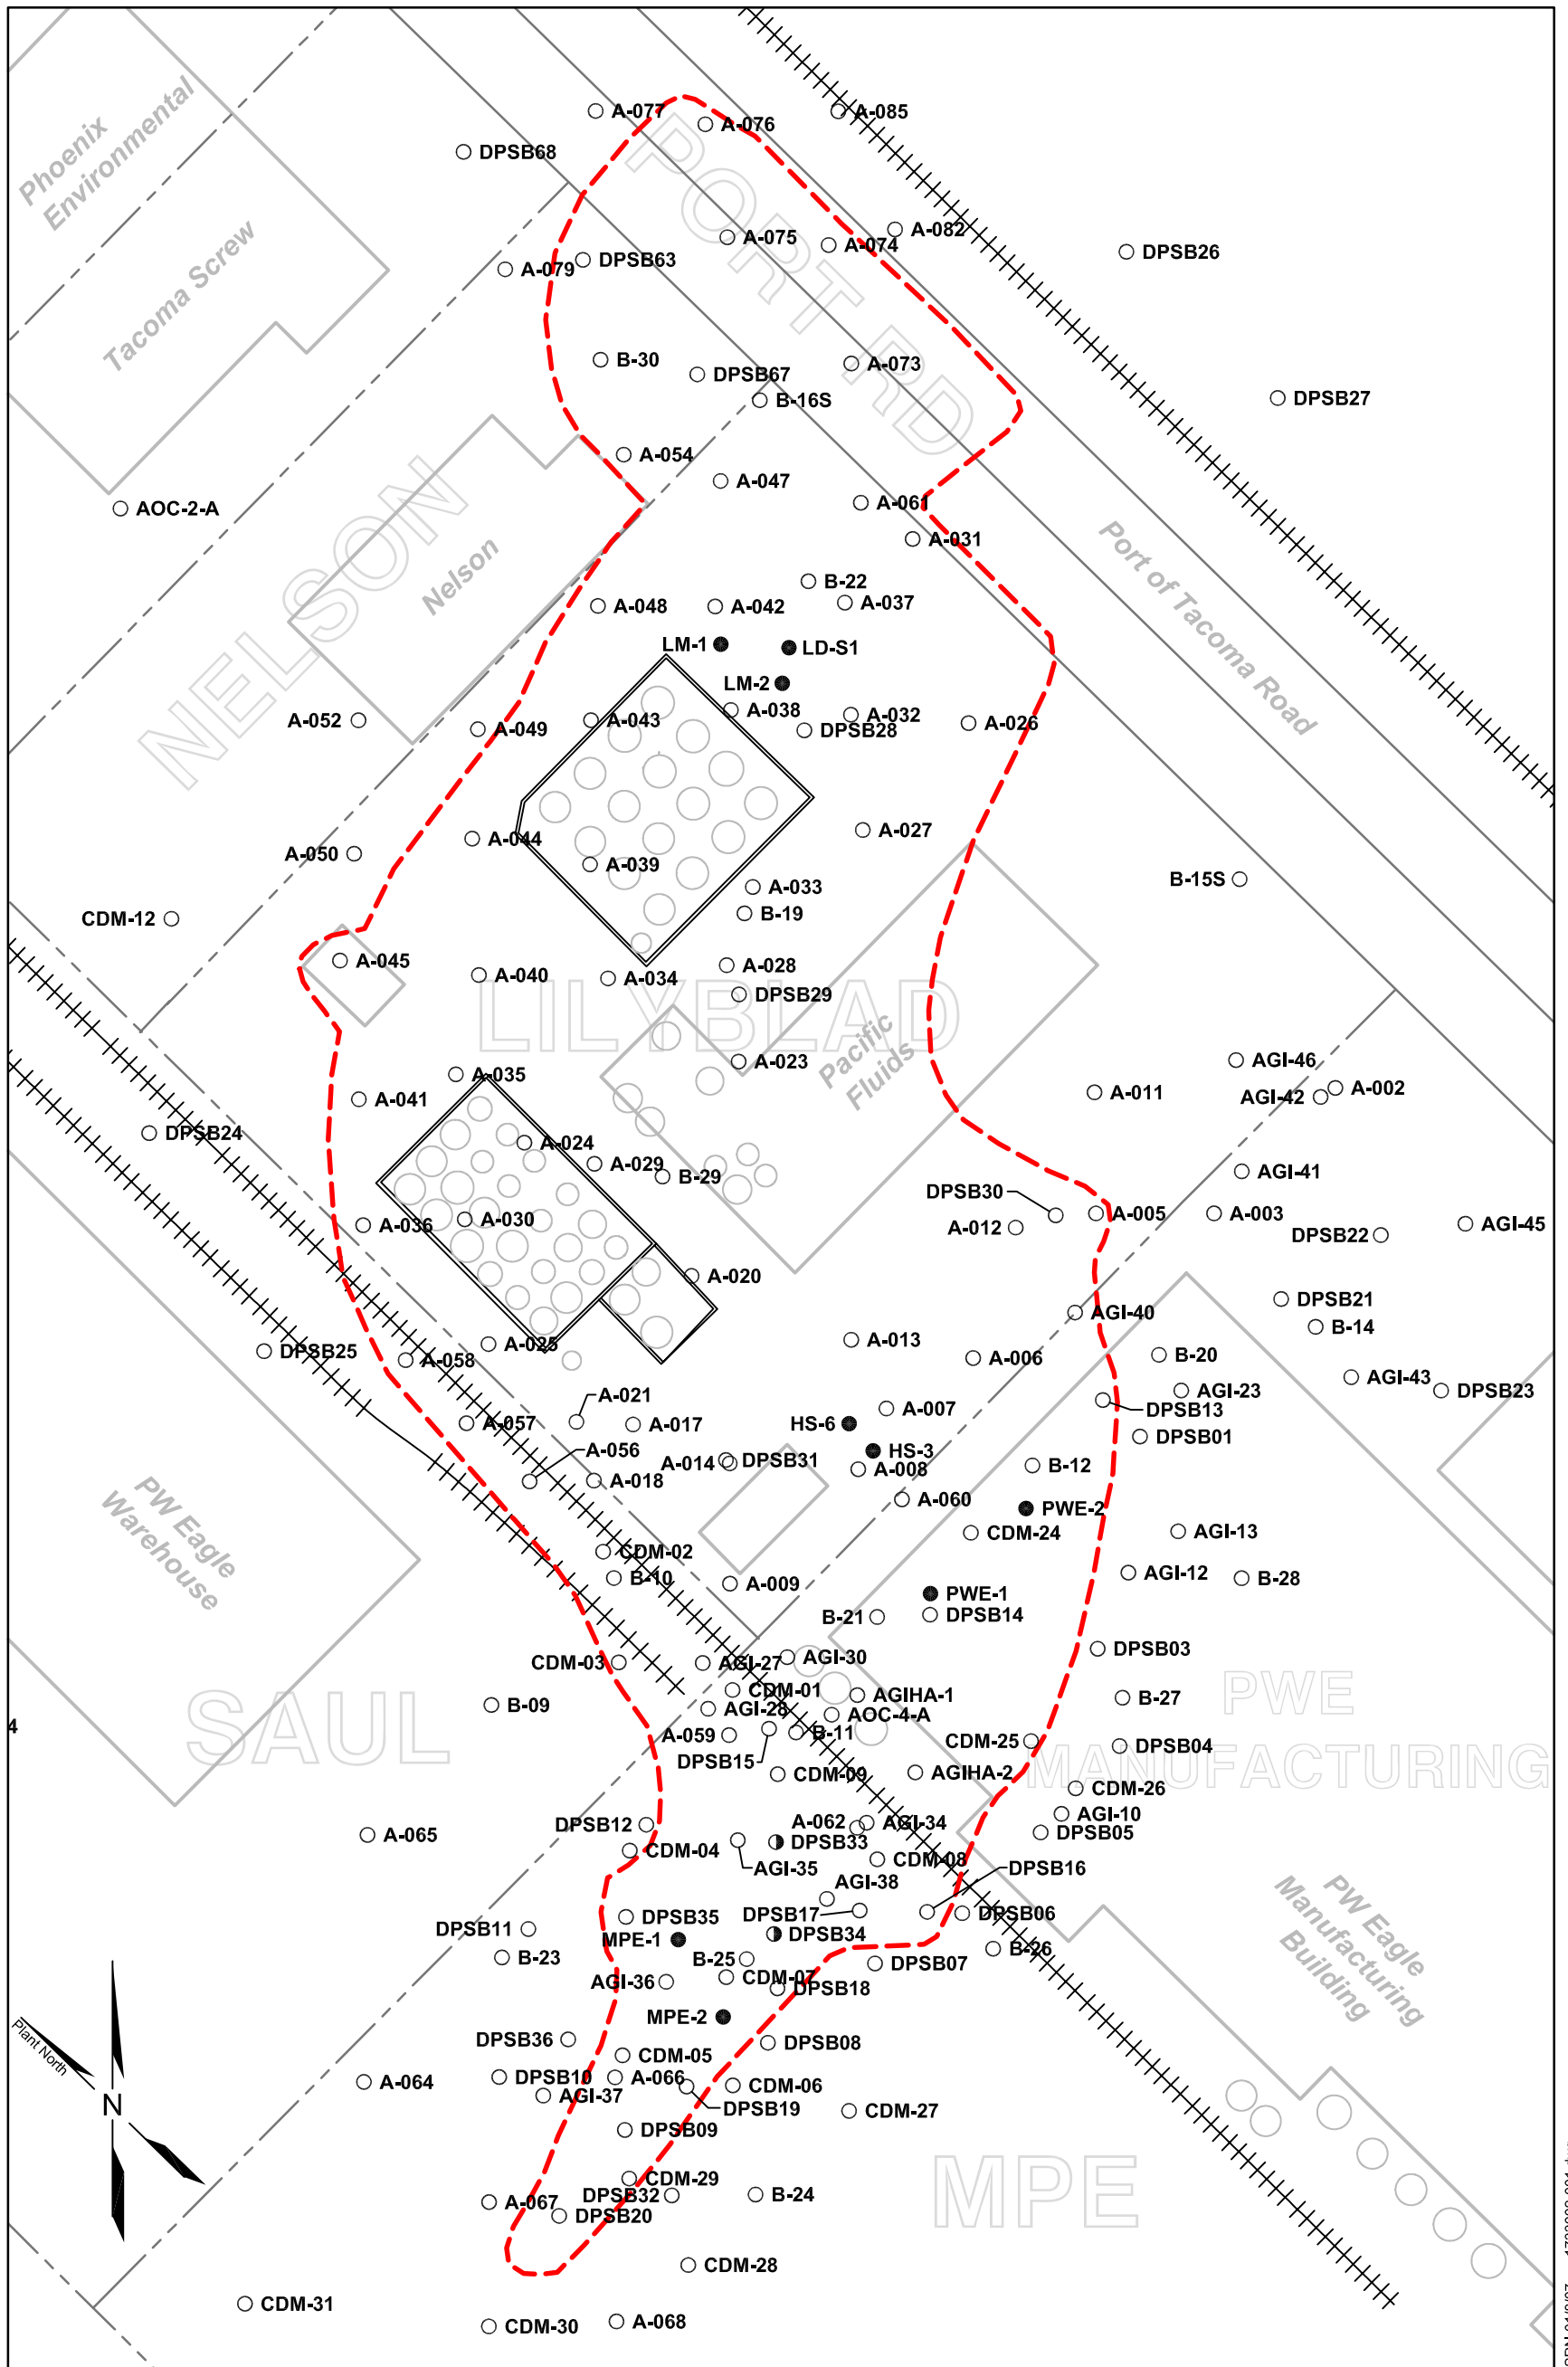 A-077
A-076
A-085
DPSB68
Phoenix
Environmental
PORT RD
A-075
A-074
A-082
DPSB26
Tacoma Screw
A-079
DPSB63
B-30
DPSB67
A-073
B-16S
DPSB27
A-054
A-047
AOC-2-A
A-061
A-031
NELSON
Nelson
Port of Tacoma Road
B-22
A-048
A-042
A-037
LM-1
LD-S1
LM-2
A-038
A-032
A-052
A-049
A-043
DPSB28
A-026
A-027
A-044
A-050
A-039
B-15S
A-033
B-19
CDM-12
A-045
A-040
A-034
A-028
DPSB29
LILYBLAD
Pacific
Fluids
A-023
AGI-46
A-035
A-002
A-011
AGI-42
A-041
DPSB24
A-024
A-029
B-29
AGI-41
DPSB30
A-005
A-003
A-036
A-030
A-012
DPSB22
AGI-45
A-020
DPSB21
AGI-40
B-14
A-013
A-025
DPSB25
A-058
A-006
B-20
AGI-43
AGI-23
DPSB23
A-021
A-007
DPSB13
A-057
A-017
HS-6
DPSB01
A-056
HS-3
A-014
DPSB31
A-008
B-12
A-018
A-060
PWE-2
PW Eagle
Warehouse
CDM-24
AGI-13
CDM-02
B-10
A-009
AGI-12
B-28
PWE-1
B-21
DPSB14
DPSB03
CDM-03
AGI-27
AGI-30
CDM-01
AGIHA-1
B-09
AGI-28
AOC-4-A
B-27
SAUL
4
PWE
MANUFACTURING
A-059
B-11
CDM-25
DPSB04
DPSB15
CDM-09
AGIHA-2
CDM-26
AGI-10
A-062
AGI-34
DPSB12
DPSB05
A-065
DPSB33
CDM-04
AGI-35
CDM-08
DPSB16
AGI-38
DPSB17
DPSB06
DPSB35
DPSB11
DPSB34
MPE-1
B-26
PW Eagle
Manufacturing
Building
B-23
B-25
DPSB07
AGI-36
CDM-07
DPSB18
MPE-2
DPSB36
DPSB08
CDM-05
Plant North
N
A-064
DPSB10
A-066
CDM-06
AGI-37
DPSB19
CDM-27
DPSB09
MPE
CDM-29
A-067
DPSB32
B-24
DPSB20
CDM-28
CDM-31
CDM-30
A-068